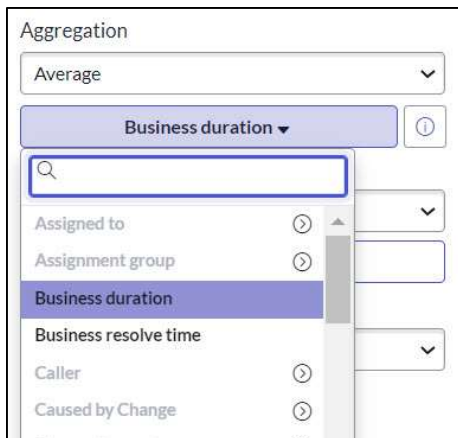 Aggregation
Average
Business duration
Assigned to
Assignment group
Business duration
Business resolve time
Caller
Caused by Change